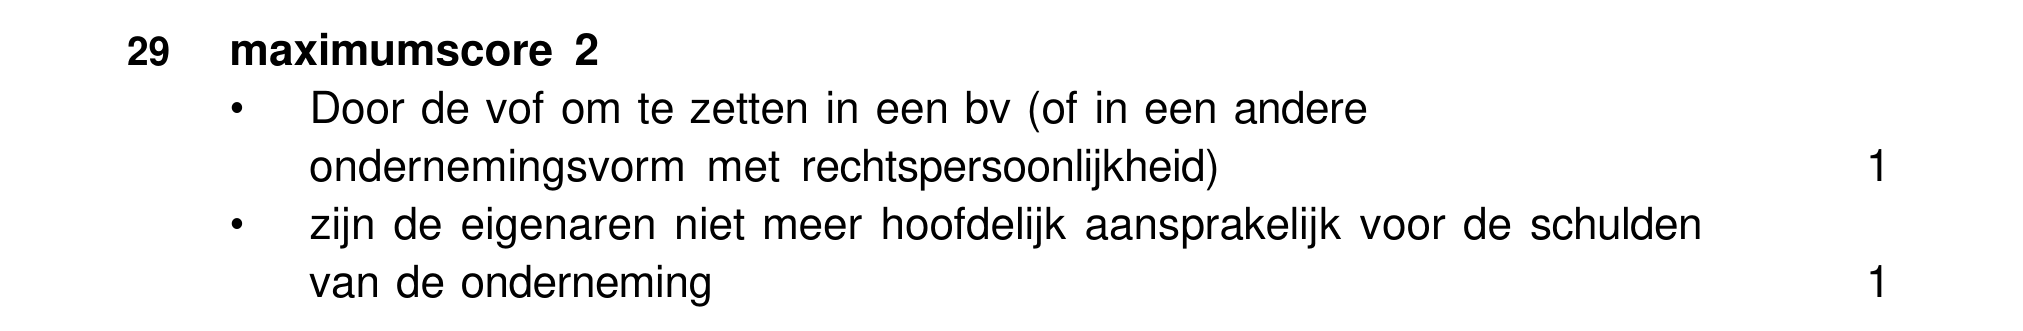 29 maximumscore 2
• Door de vof om te zetten in een bv (of in een andere
ondernemingsvorm met rechtspersoonlijkheid) 1
• zijn de eigenaren niet meer hoofdelijk aansprakelijk voor de schulden
van de onderneming 1